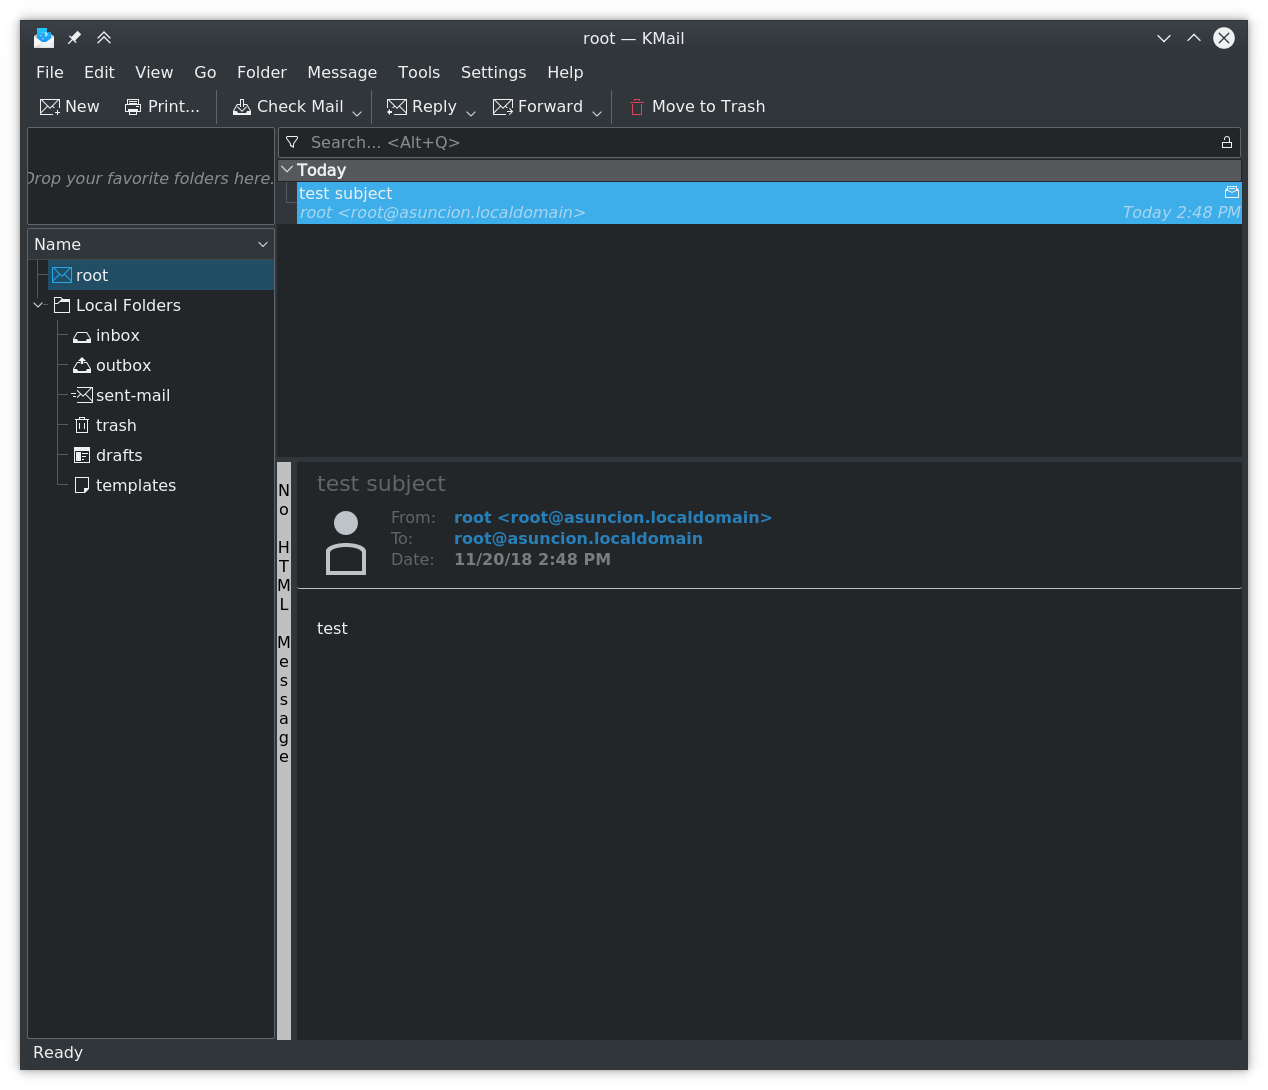 root — KMail
File Edit View Go Folder Message Tools Settings Help
New Print... Check Mail Reply Forward Move to Trash
Drop your favorite folders here.
Search... <Alt+Q>
Today
test subject
root <root@asuncion.localdomain> Today 2:48 PM
Name
root
Local Folders
inbox
outbox
sent-mail
trash
drafts
templates
No HTML Message
test subject
From: root <root@asuncion.localdomain>
To: root@asuncion.localdomain
Date: 11/20/18 2:48 PM
test
Ready